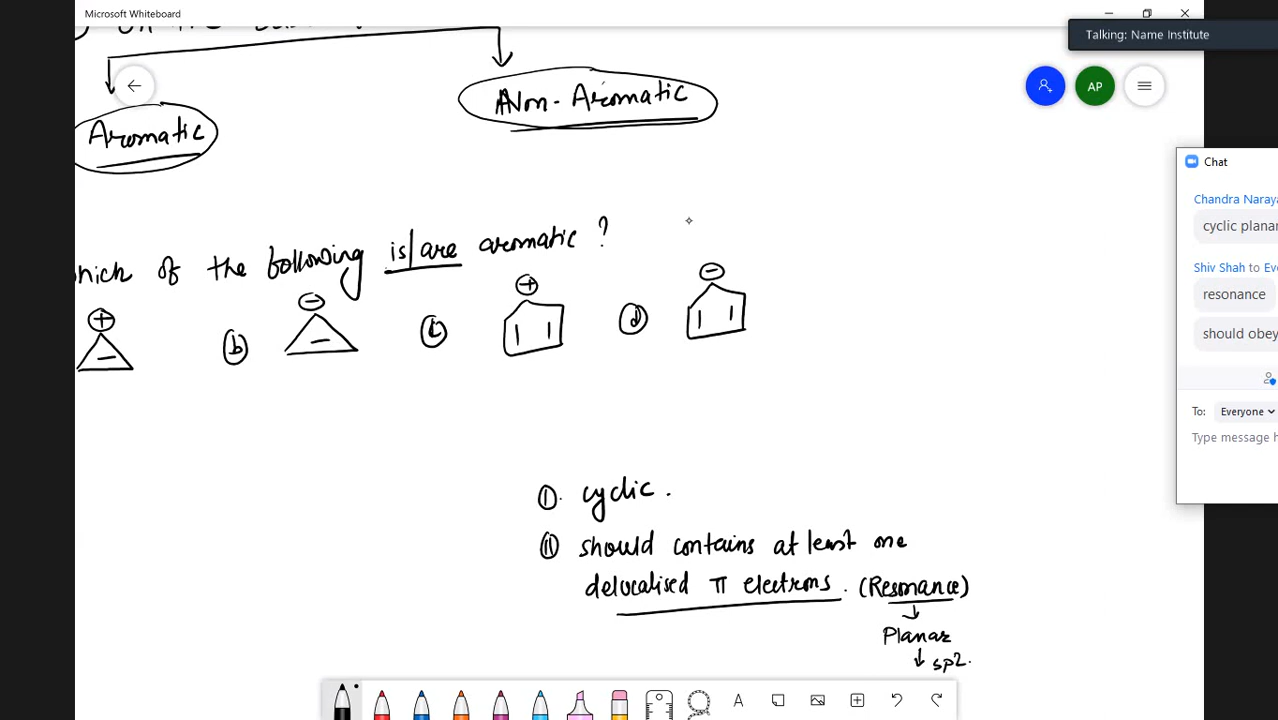 Microsoft Whiteboard
Talking: Name Institute
AP
Non-Aromatic
Aromatic
hich of the following is/are aromatic ?
+ b - c + d -
Chat
Chandra Naraya
cyclic planar
Shiv Shah to Eve
resonance
should obey
To: Everyone
Type message h
I cyclic .
II should contains at least one
delocalised π electrons . (Resonance)
↓
Planar
↓ sp2.
A